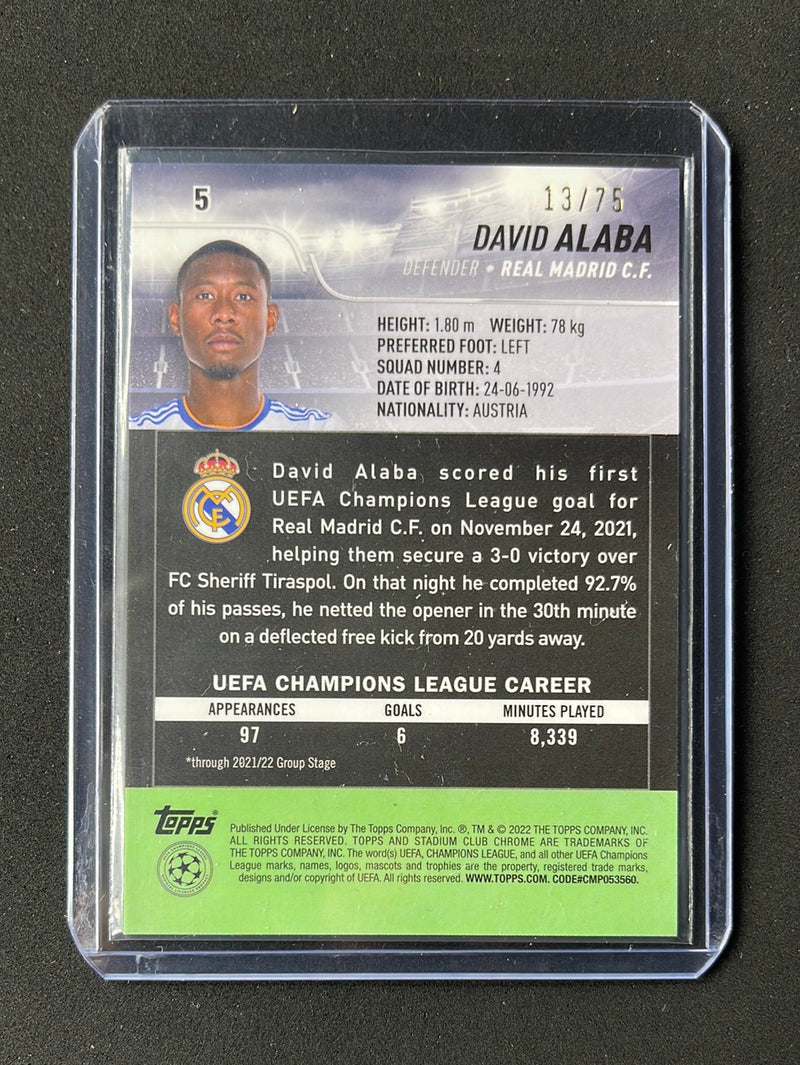 5
13/75
DAVID ALABA
DEFENDER • REAL MADRID C.F.
HEIGHT: 1.80 m WEIGHT: 78 kg
PREFERRED FOOT: LEFT
SQUAD NUMBER: 4
DATE OF BIRTH: 24-06-1992
NATIONALITY: AUSTRIA
David Alaba scored his first
UEFA Champions League goal for
Real Madrid C.F. on November 24, 2021,
helping them secure a 3-0 victory over
FC Sheriff Tiraspol. On that night he completed 92.7%
of his passes, he netted the opener in the 30th minute
on a deflected free kick from 20 yards away.
UEFA CHAMPIONS LEAGUE CAREER
APPEARANCES GOALS MINUTES PLAYED
97 6 8,339
*through 2021/22 Group Stage
TOPPS®
Published Under License by The Topps Company, Inc. ®, TM & © 2022 THE TOPPS COMPANY, INC.
ALL RIGHTS RESERVED. TOPPS AND STADIUM CLUB CHROME ARE TRADEMARKS OF
THE TOPPS COMPANY, INC. The word(s) UEFA, CHAMPIONS LEAGUE, and all other UEFA Champions
League marks, names, logos, mascots and trophies are the property, registered trade marks,
designs and/or copyright of UEFA. All rights reserved. WWW.TOPPS.COM. CODE#CMP053560.